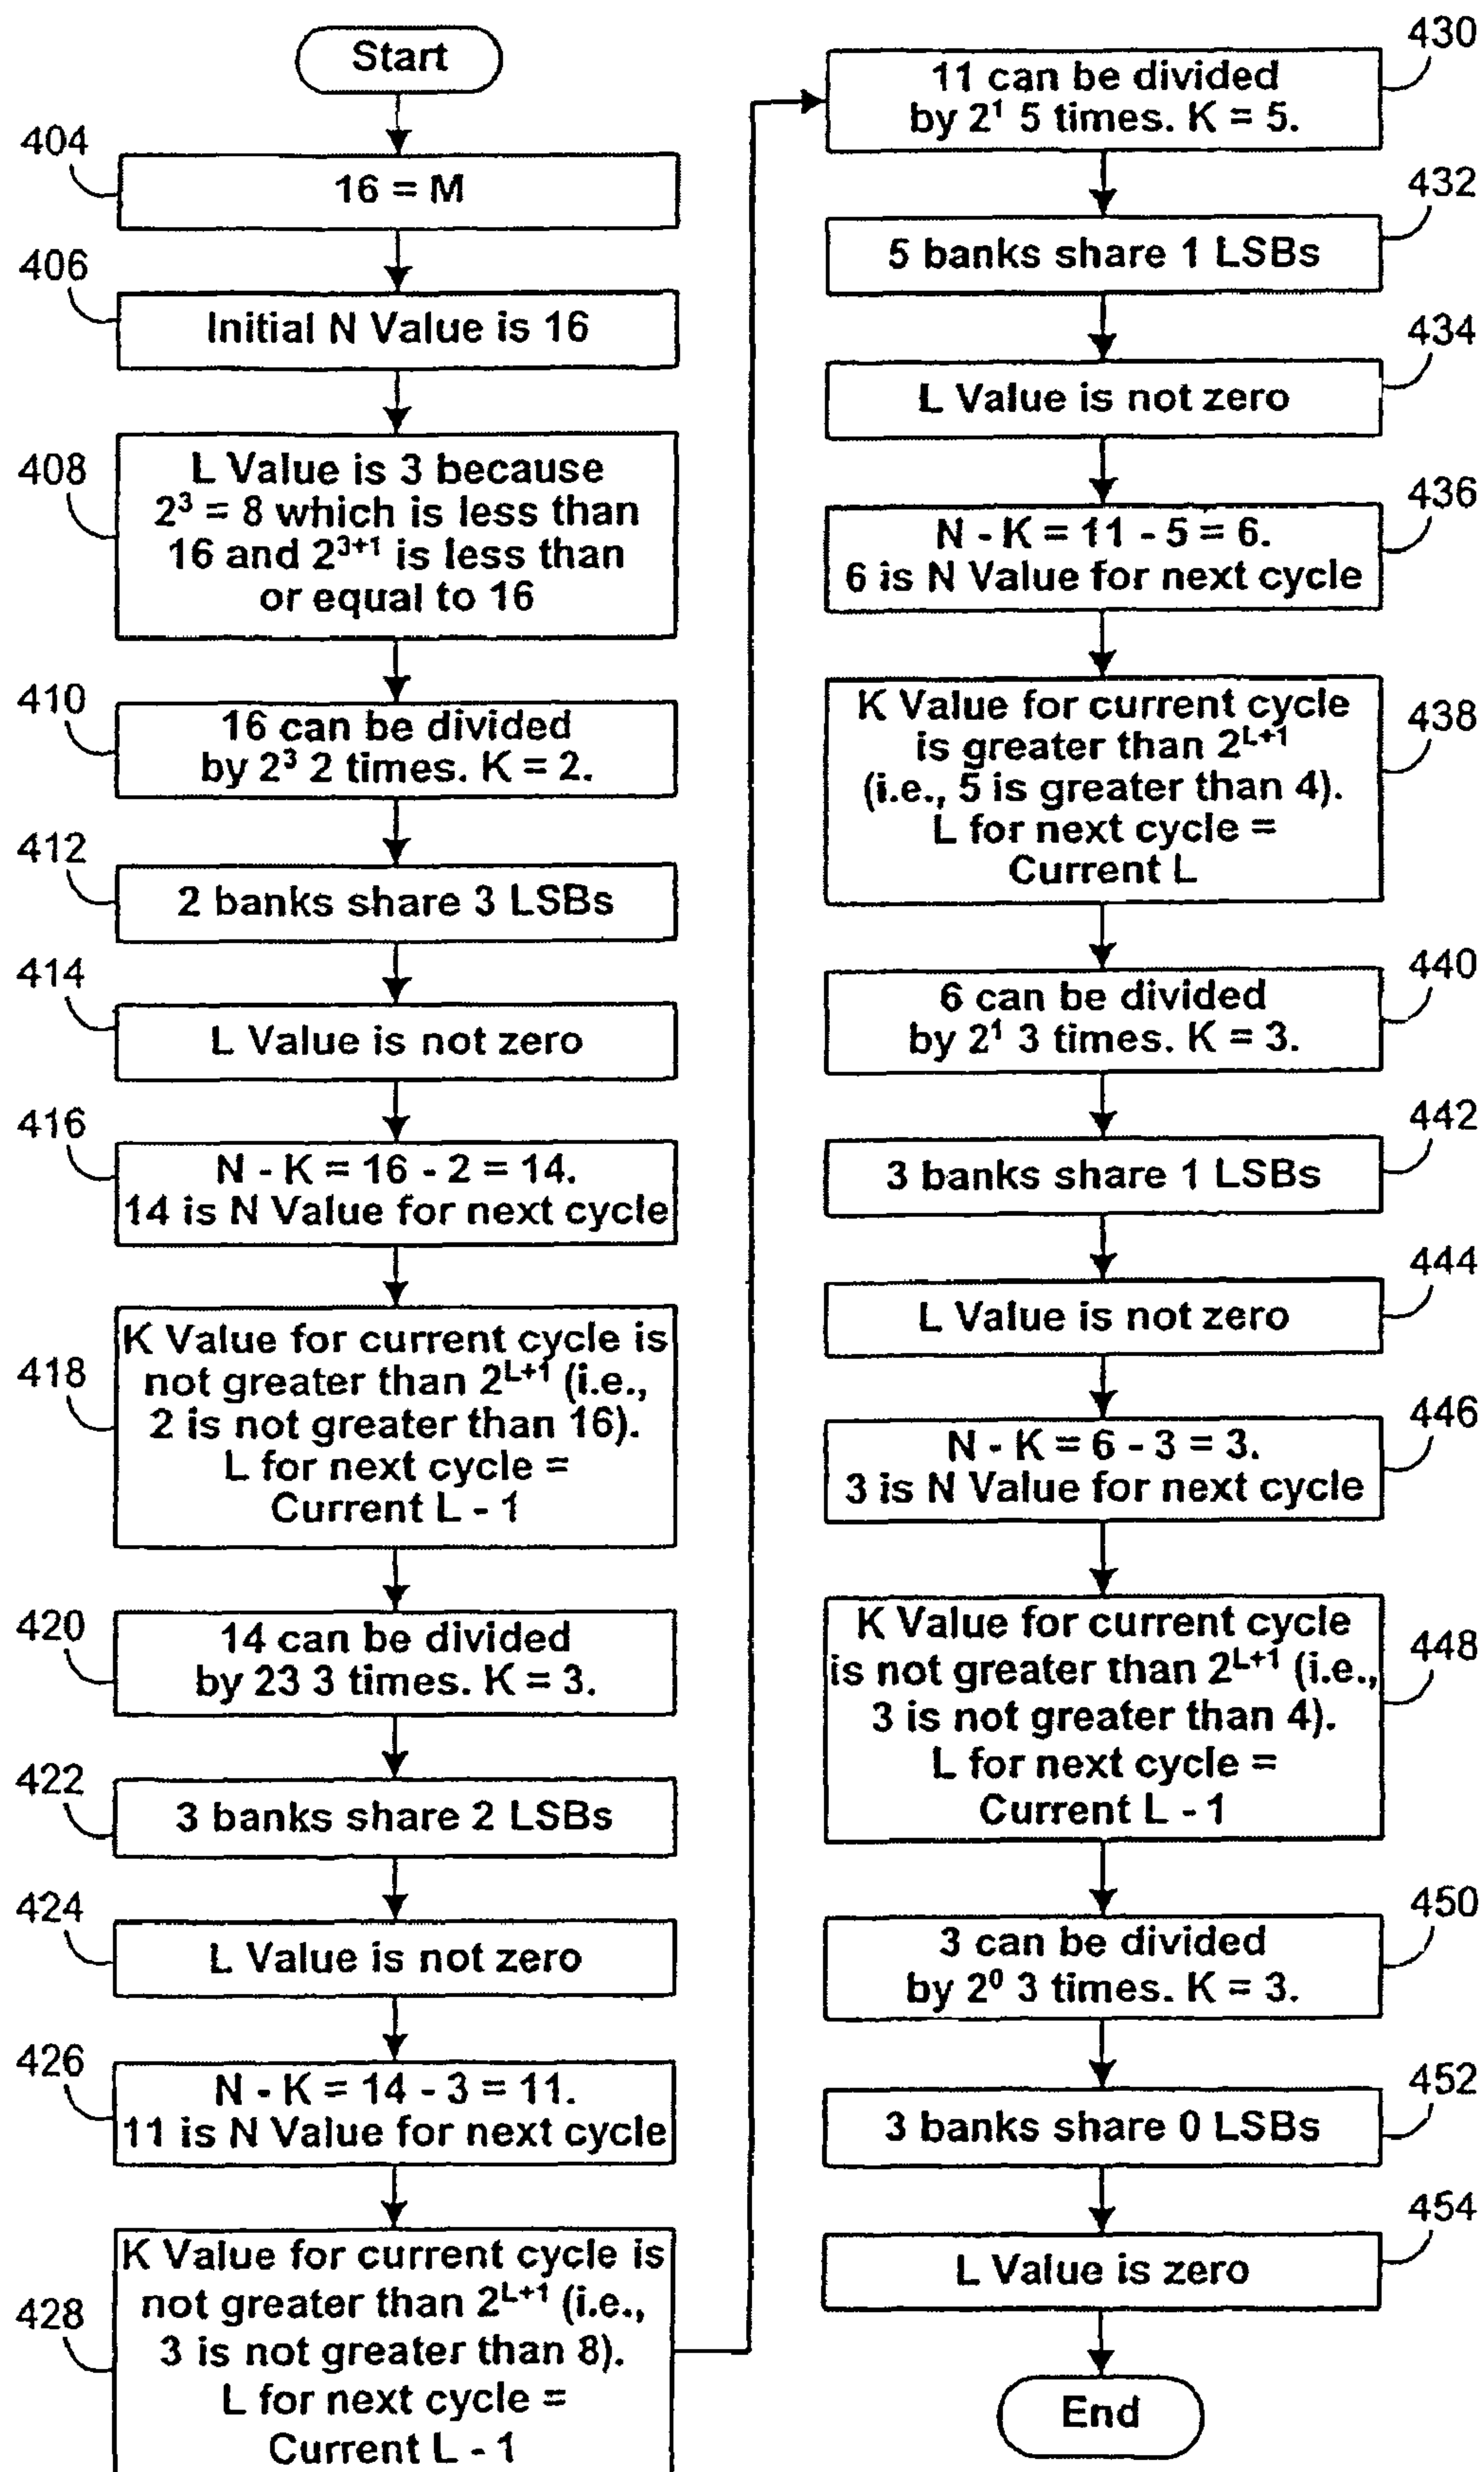 Start
404
16 = M
406
Initial N Value is 16
408
L Value is 3 because
2³ = 8 which is less than
16 and 2³⁺¹ is less than
or equal to 16
410
16 can be divided
by 2³ 2 times. K = 2.
412
2 banks share 3 LSBs
414
L Value is not zero
416
N - K = 16 - 2 = 14.
14 is N Value for next cycle
418
K Value for current cycle is
not greater than 2ᴸ⁺¹ (i.e.,
2 is not greater than 16).
L for next cycle =
Current L - 1
420
14 can be divided
by 23 3 times. K = 3.
422
3 banks share 2 LSBs
424
L Value is not zero
426
N - K = 14 - 3 = 11.
11 is N Value for next cycle
428
K Value for current cycle is
not greater than 2ᴸ⁺¹ (i.e.,
3 is not greater than 8).
L for next cycle =
Current L - 1
430
11 can be divided
by 2¹ 5 times. K = 5.
432
5 banks share 1 LSBs
434
L Value is not zero
436
N - K = 11 - 5 = 6.
6 is N Value for next cycle
438
K Value for current cycle
is greater than 2ᴸ⁺¹
(i.e., 5 is greater than 4).
L for next cycle =
Current L
440
6 can be divided
by 2¹ 3 times. K = 3.
442
3 banks share 1 LSBs
444
L Value is not zero
446
N - K = 6 - 3 = 3.
3 is N Value for next cycle
448
K Value for current cycle
is not greater than 2ᴸ⁺¹ (i.e.,
3 is not greater than 4).
L for next cycle =
Current L - 1
450
3 can be divided
by 2⁰ 3 times. K = 3.
452
3 banks share 0 LSBs
454
L Value is zero
End